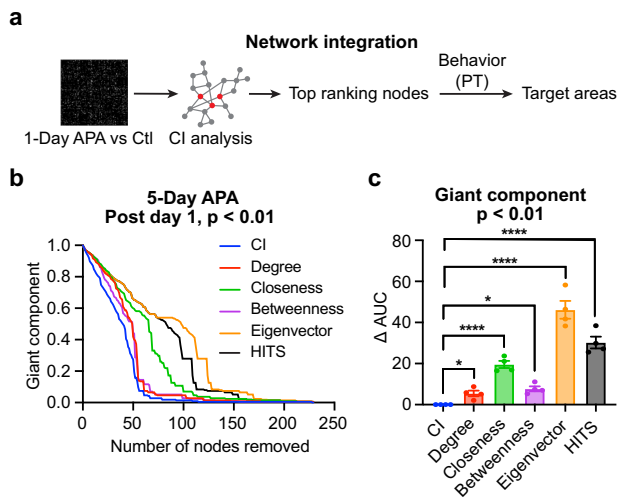 a
Network integration
1-Day APA vs Ctl
CI analysis
Top ranking nodes
Behavior
(PT)
Target areas
b
5-Day APA
Post day 1, p < 0.01
Giant component
1.0
0.8
0.6
0.4
0.2
0.0
0 50 100 150 200 250
Number of nodes removed
CI
Degree
Closeness
Betweenness
Eigenvector
HITS
c
Giant component
p < 0.01
Δ AUC
80
60
40
20
0
****
****
*
****
*
CI
Degree
Closeness
Betweenness
Eigenvector
HITS